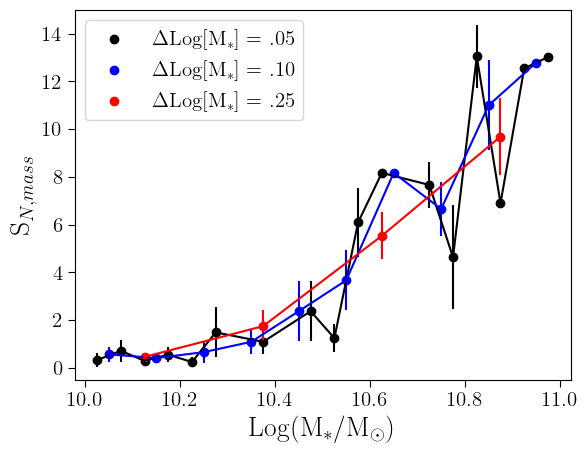 ΔLog[M*] = .05
ΔLog[M*] = .10
ΔLog[M*] = .25
S_{N,mass}
14
12
10
8
6
4
2
0
10.0 10.2 10.4 10.6 10.8 11.0
Log(M*/M⊙)